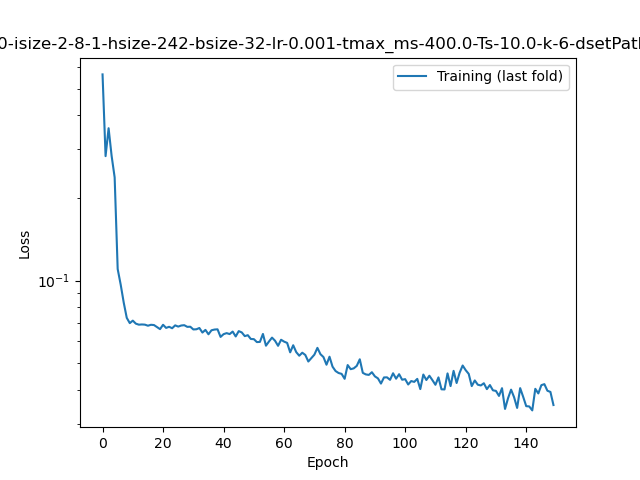 0-isize-2-8-1-hsize-242-bsize-32-lr-0.001-tmax_ms-400.0-Ts-10.0-k-6-dsetPat
Training (last fold)
Loss
10⁻¹
0 20 40 60 80 100 120 140
Epoch